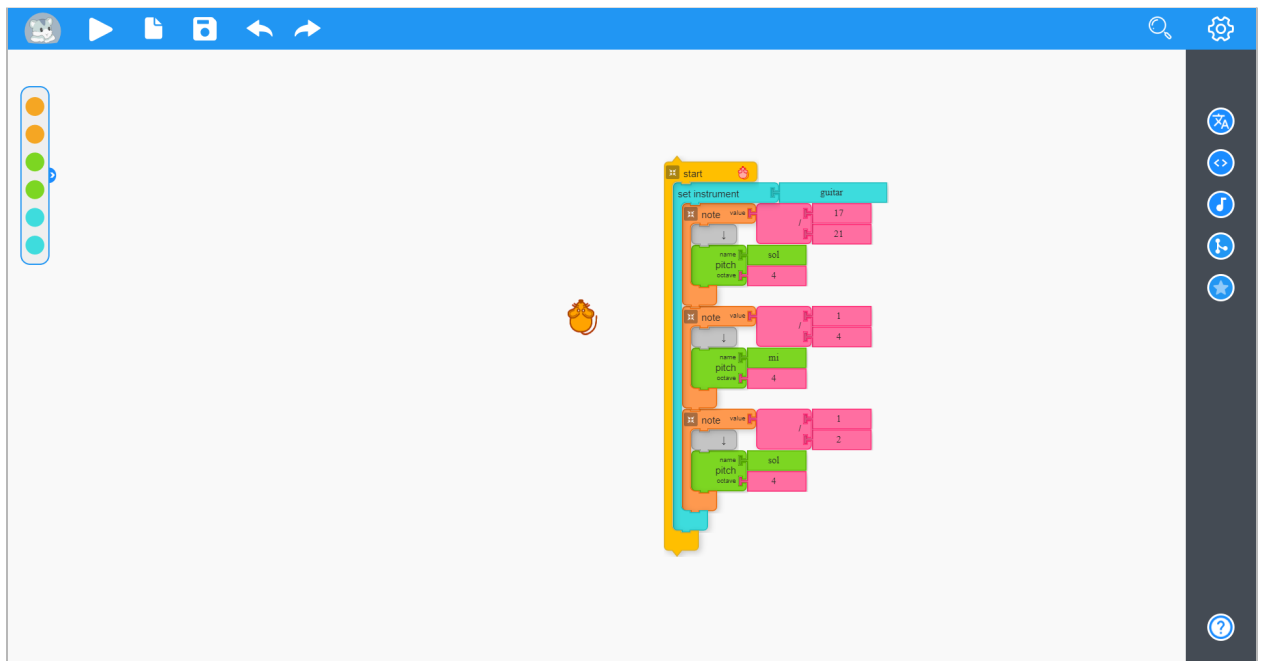 start
set instrument guitar
note value / 17
21
↓
name sol
pitch
octave 4
note value / 1
4
↓
name mi
pitch
octave 4
note value / 1
2
↓
name sol
pitch
octave 4